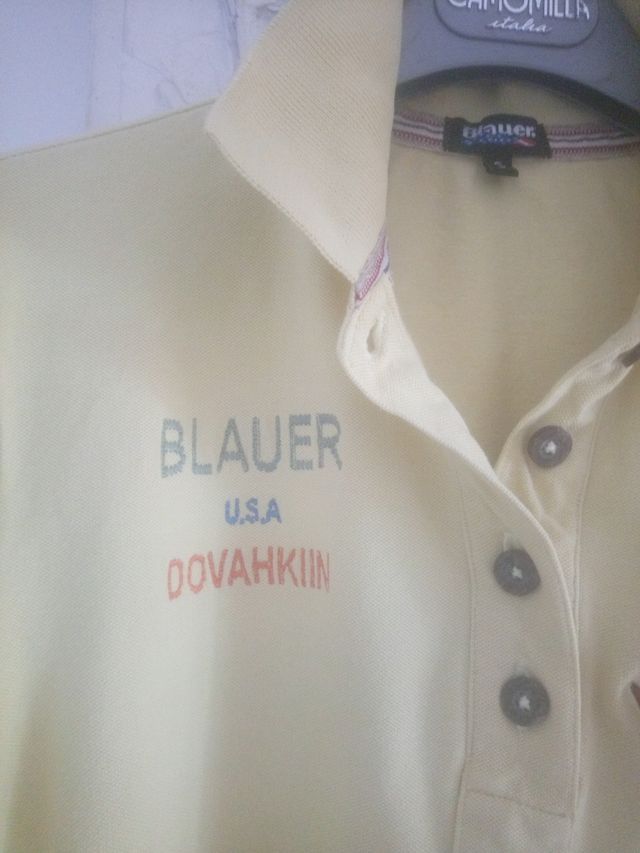 CAMOMILLA
italia
Blauer.
BLAUER
U.S.A
DOVAHKIIN